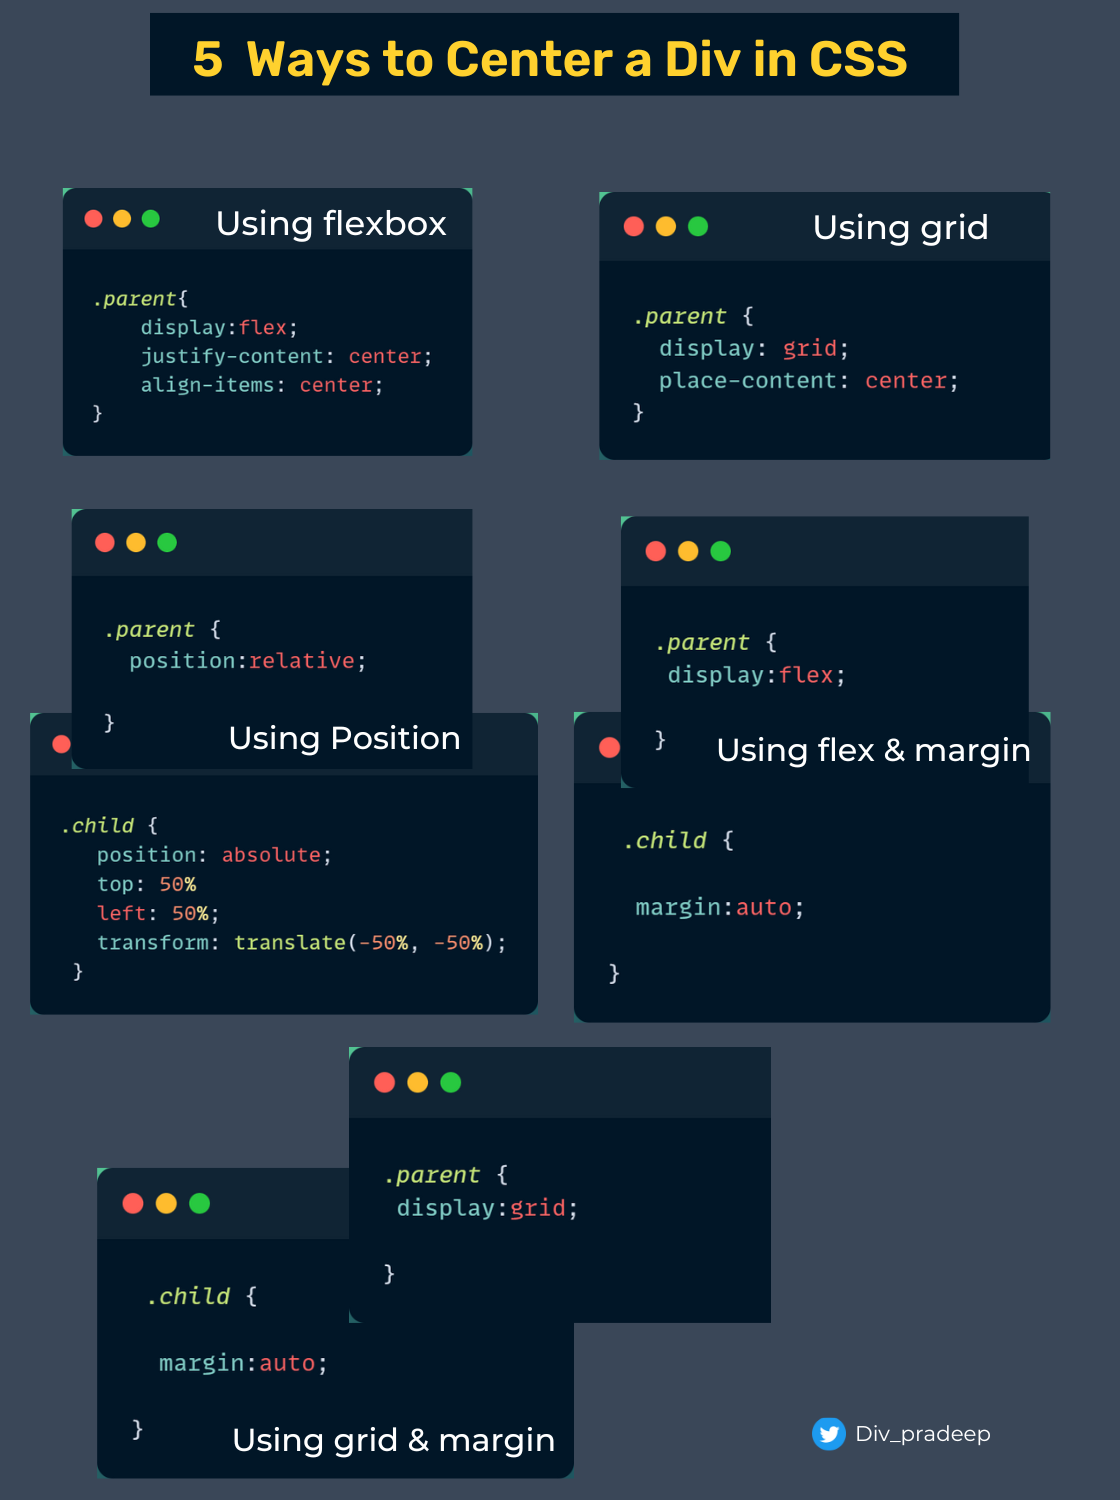 5 Ways to Center a Div in CSS
Using flexbox
.parent{
display:flex;
justify-content: center;
align-items: center;
}
Using grid
.parent {
display: grid;
place-content: center;
}
.parent {
position:relative;
}
Using Position
.child {
position: absolute;
top: 50%
left: 50%;
transform: translate(-50%, -50%);
}
.parent {
display:flex;
}
Using flex & margin
.child {
margin:auto;
}
.parent {
display:grid;
}
.child {
margin:auto;
}
Using grid & margin
Div_pradeep